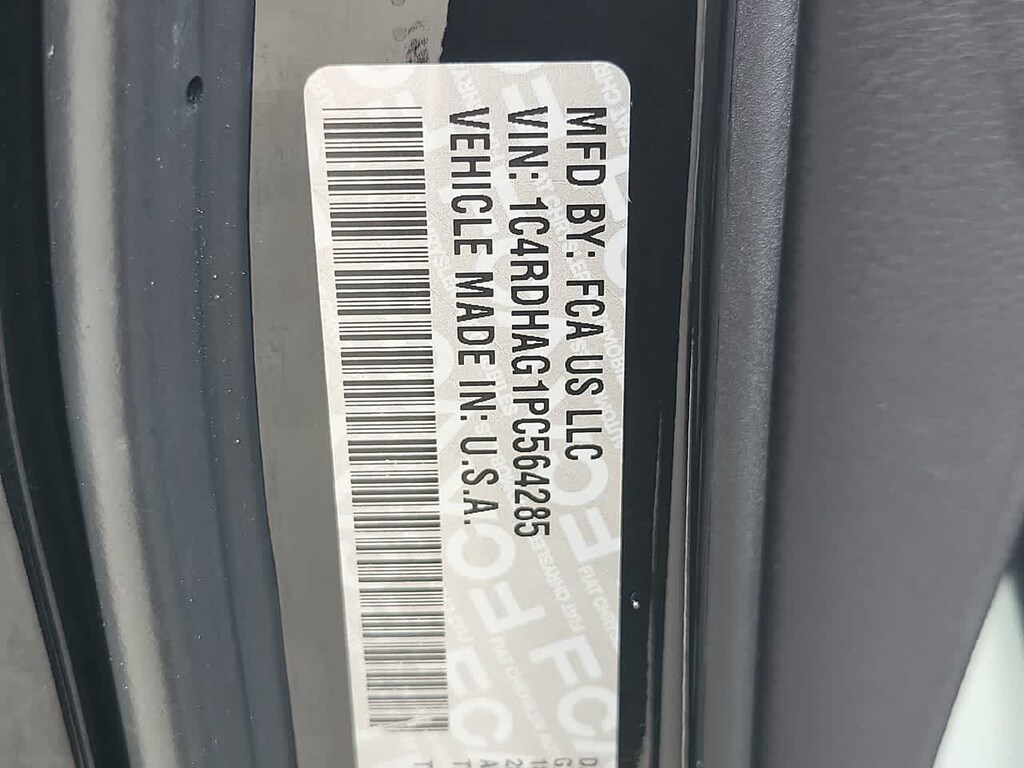 MFD BY: FCA US LLC
VIN: 1C4RDHAG1PC564285
VEHICLE MADE IN: U.S.A.